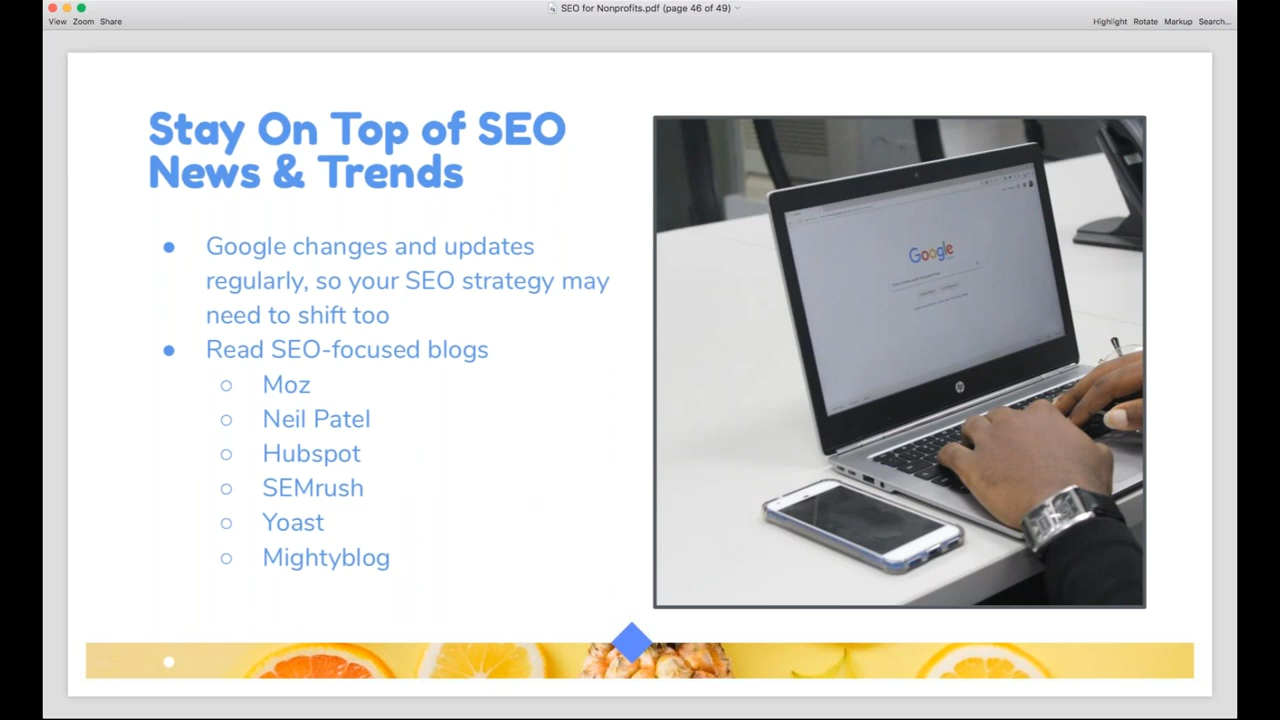 SEO for Nonprofits.pdf (page 46 of 49)
View Zoom Share
Highlight Rotate Markup Search...
Stay On Top of SEO
News & Trends
● Google changes and updates
regularly, so your SEO strategy may
need to shift too
● Read SEO-focused blogs
○ Moz
○ Neil Patel
○ Hubspot
○ SEMrush
○ Yoast
○ Mightyblog
Google
hp